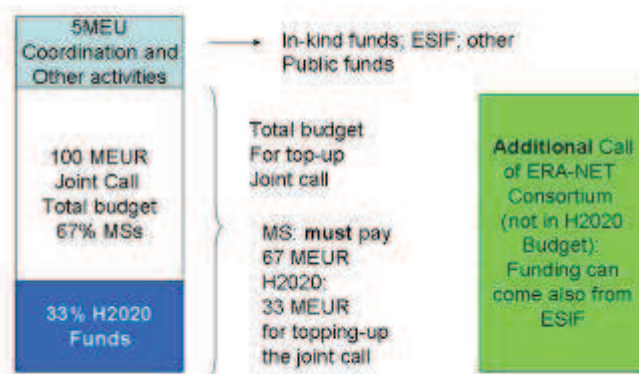 5MEU
Coordination and
Other activities
In-kind funds; ESIF; other
Public funds
100 MEUR
Joint Call
Total budget
67% MSs
33% H2020
Funds
Total budget
For top-up
Joint call
MS: must pay
67 MEUR
H2020:
33 MEUR
for topping-up
the joint call
Additional Call
of ERA-NET
Consortium
(not in H2020
Budget):
Funding can
come also from
ESIF